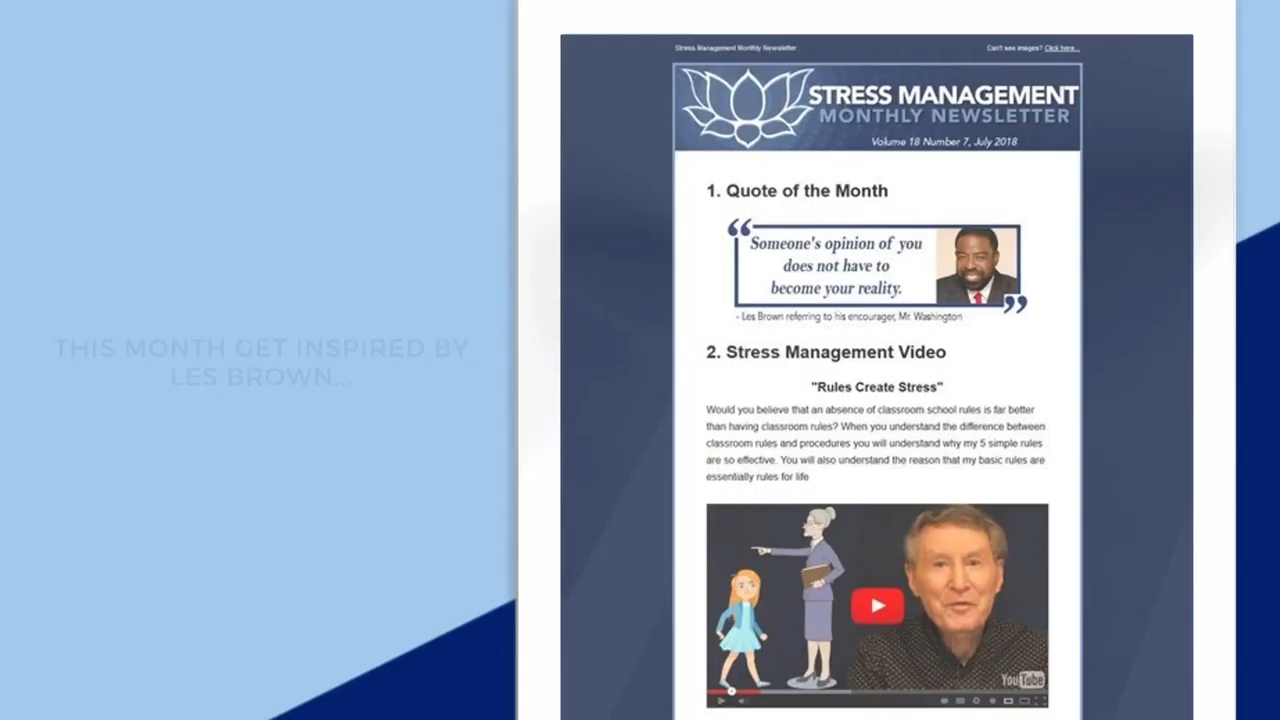 Stress Management Monthly Newsletter .
Can't see images? Click here...
STRESS MANAGEMENT
MONTHLY NEWSLETTER
Volume 18 Number 7, July 2018
1. Quote of the Month
“Someone's opinion of you
does not have to
become your reality.”
- Les Brown referring to his encourager, Mr. Washington
THIS MONTH GET INSPIRED BY
LES BROWN...
2. Stress Management Video
"Rules Create Stress"
Would you believe that an absence of classroom school rules is far better
than having classroom rules? When you understand the difference between
classroom rules and procedures you will understand why my 5 simple rules
are so effective. You will also understand the reason that my basic rules are
essentially rules for life
YouTube